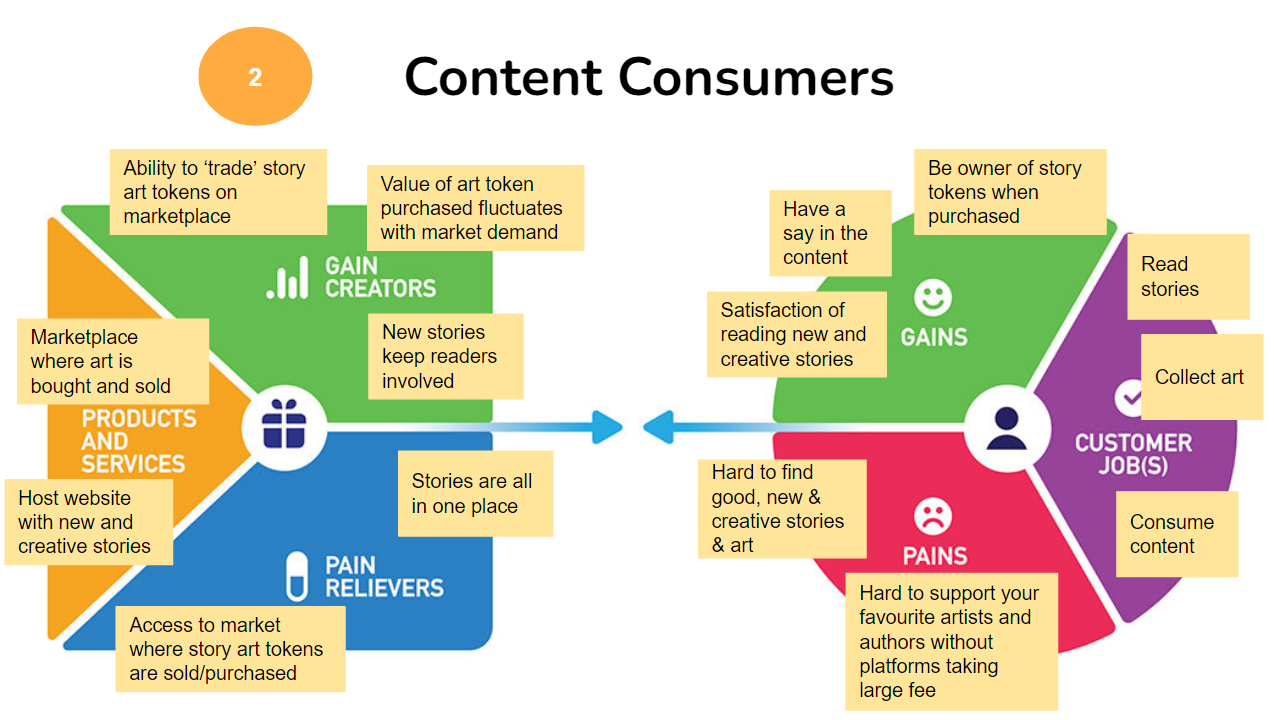 2
Content Consumers
Ability to ‘trade’ story
art tokens on
marketplace
Value of art token
purchased fluctuates
with market demand
GAIN
CREATORS
New stories
keep readers
involved
Marketplace
where art is
bought and sold
PRODUCTS
AND
SERVICES
Host website
with new and
creative stories
Stories are all
in one place
PAIN
RELIEVERS
Access to market
where story art tokens
are sold/purchased
Be owner of story
tokens when
purchased
Have a
say in the
content
Satisfaction of
reading new and
creative stories
GAINS
Read
stories
Collect art
CUSTOMER
JOB(S)
Consume
content
Hard to find
good, new &
creative stories
& art
PAINS
Hard to support your
favourite artists and
authors without
platforms taking
large fee